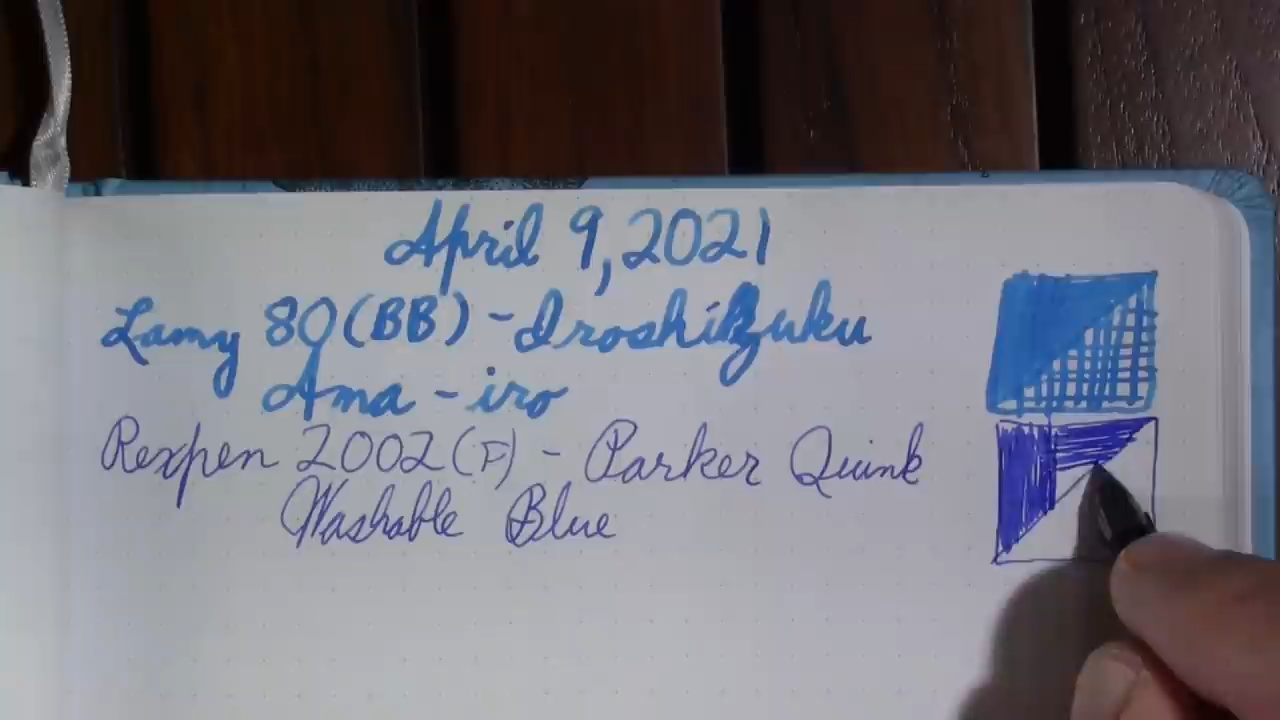 April 9, 2021
Lamy 80 (BB) - Iroshizuku
Ama - iro
Rexpen 2002 (F) - Parker Quink
Washable Blue